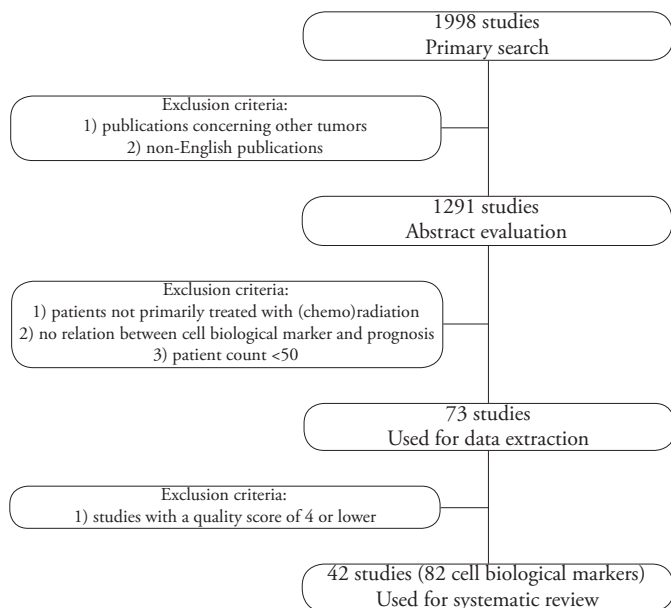 1998 studies
Primary search
Exclusion criteria:
1) publications concerning other tumors
2) non-English publications
1291 studies
Abstract evaluation
Exclusion criteria:
1) patients not primarily treated with (chemo)radiation
2) no relation between cell biological marker and prognosis
3) patient count <50
73 studies
Used for data extraction
Exclusion criteria:
1) studies with a quality score of 4 or lower
42 studies (82 cell biological markers)
Used for systematic review